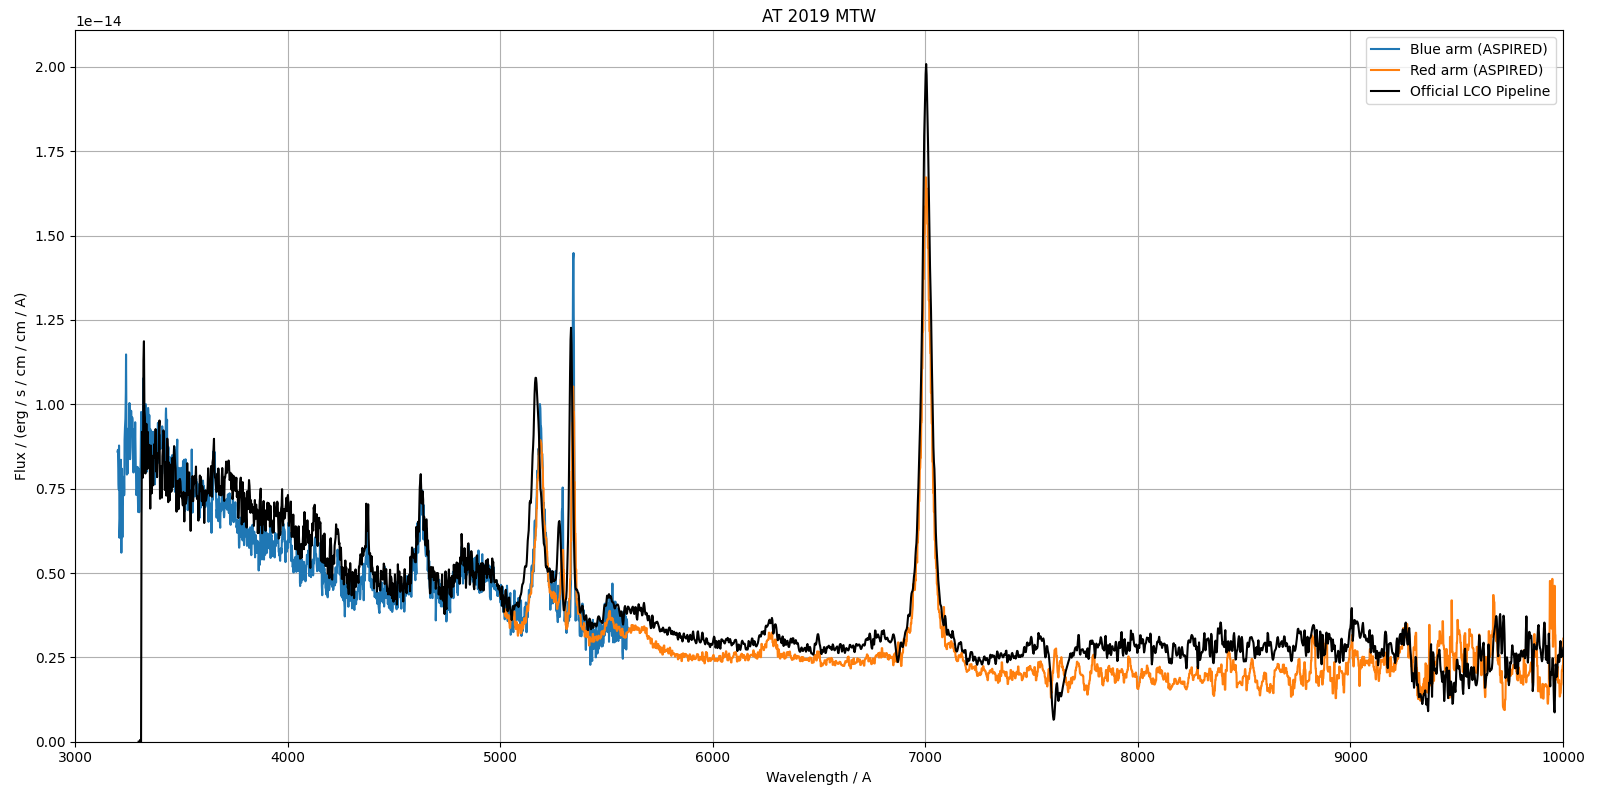 AT 2019 MTW
1e−14
2.00
1.75
1.50
1.25
1.00
0.75
0.50
0.25
0.00
Flux / (erg / s / cm / cm / A)
Blue arm (ASPIRED)
Red arm (ASPIRED)
Official LCO Pipeline
3000 4000 5000 6000 7000 8000 9000 10000
Wavelength / A